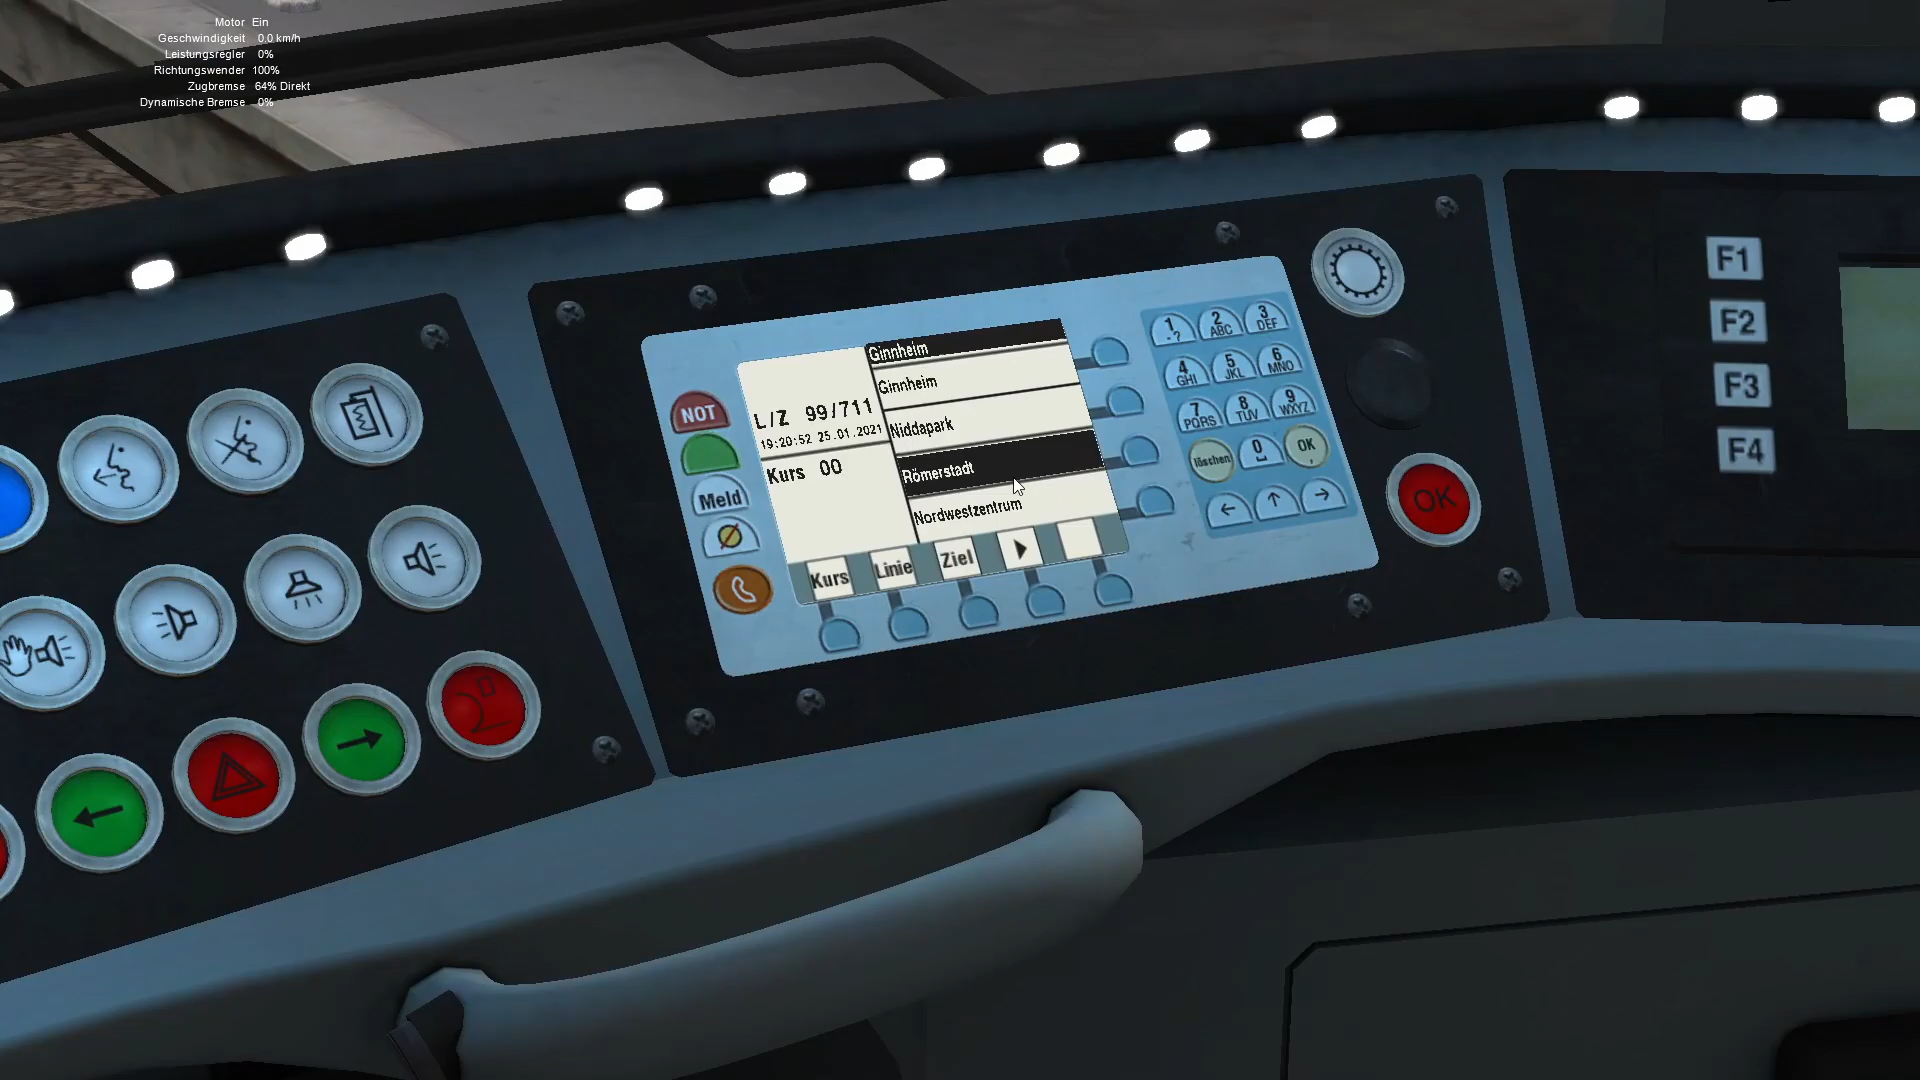 Motor Ein
Geschwindigkeit 0.0 km/h
Leistungsregler 0%
Richtungswender 100%
Zugbremse 64% Direkt
Dynamische Bremse 0%
Ginnheim
Ginnheim
Niddapark
Römerstadt
Nordwestzentrum
L/Z 99/711
19:20:52 25.01.2021
Kurs 00
Kurs Linie Ziel
NOT
Meld
1 .?
2 ABC
3 DEF
4 GHI
5 JKL
6 MNO
7 PQRS
8 TUV
9 WXYZ
löschen
0
OK ,
OK
F1
F2
F3
F4